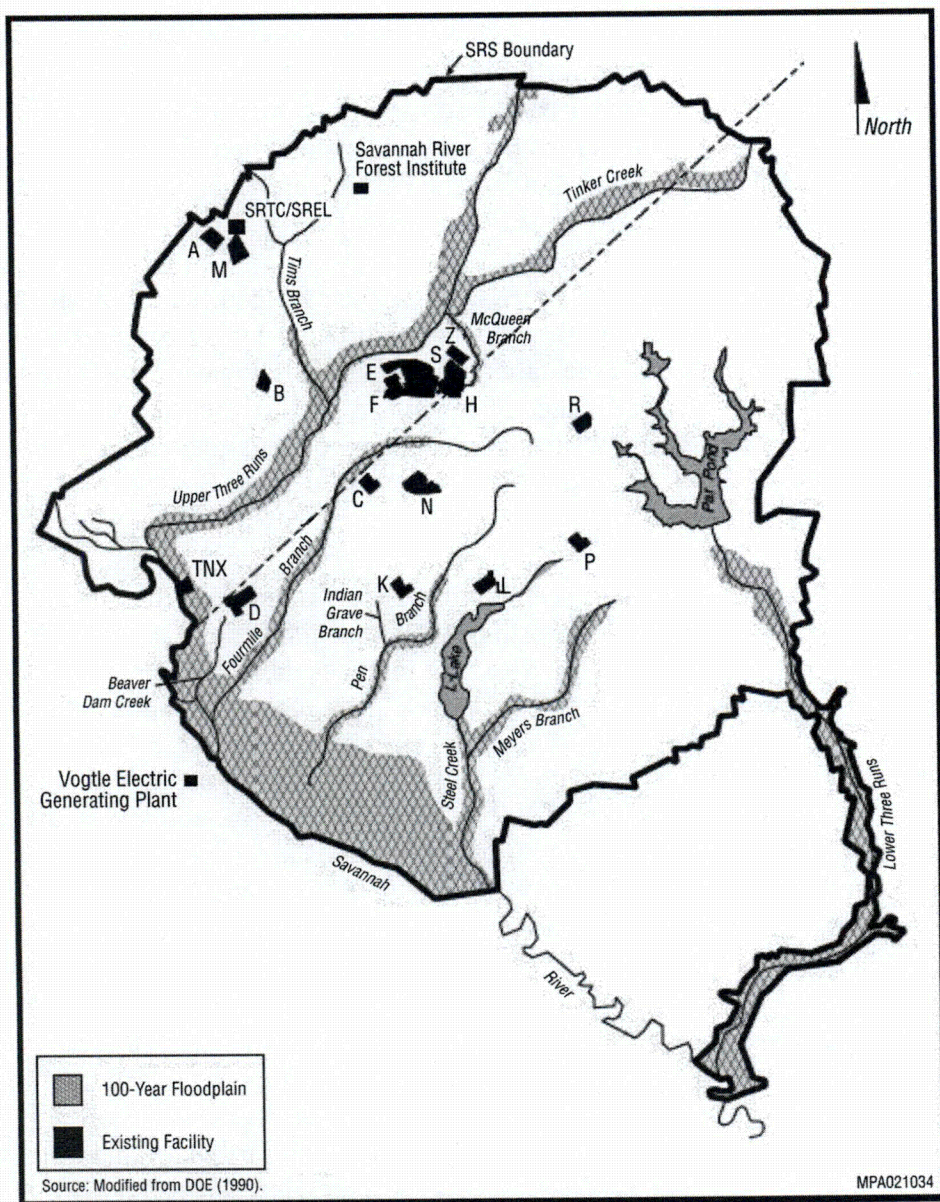 SRS Boundary
North
Savannah River
Forest Institute
Tinker Creek
SRTC/SREL
A
M
Tims Branch
McQueen
Branch
Z
S
E
B
F
H
R
Par Pond
Upper Three Runs
C
N
Branch
TNX
P
K
L
Indian
Grave
Branch
Branch
D
Fourmile
Beaver
Dam Creek
Pen
L Lake
Meyers Branch
Steel Creek
Vogtle Electric
Generating Plant
Lower Three Runs
Savannah
River
100-Year Floodplain
Existing Facility
Source: Modified from DOE (1990).
MPA021034